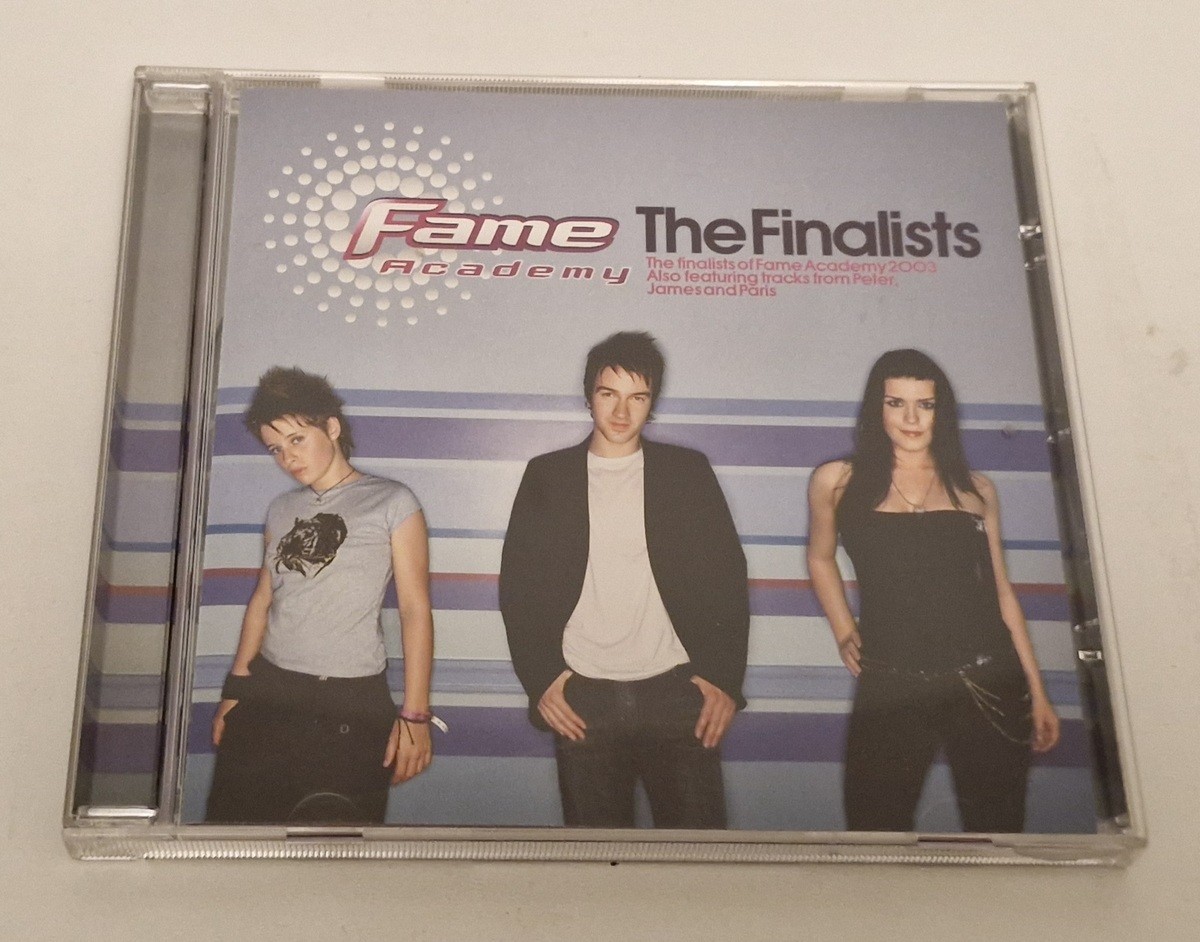 Fame
Academy
The Finalists
The finalists of Fame Academy 2003
Also featuring tracks from Peter,
James and Paris